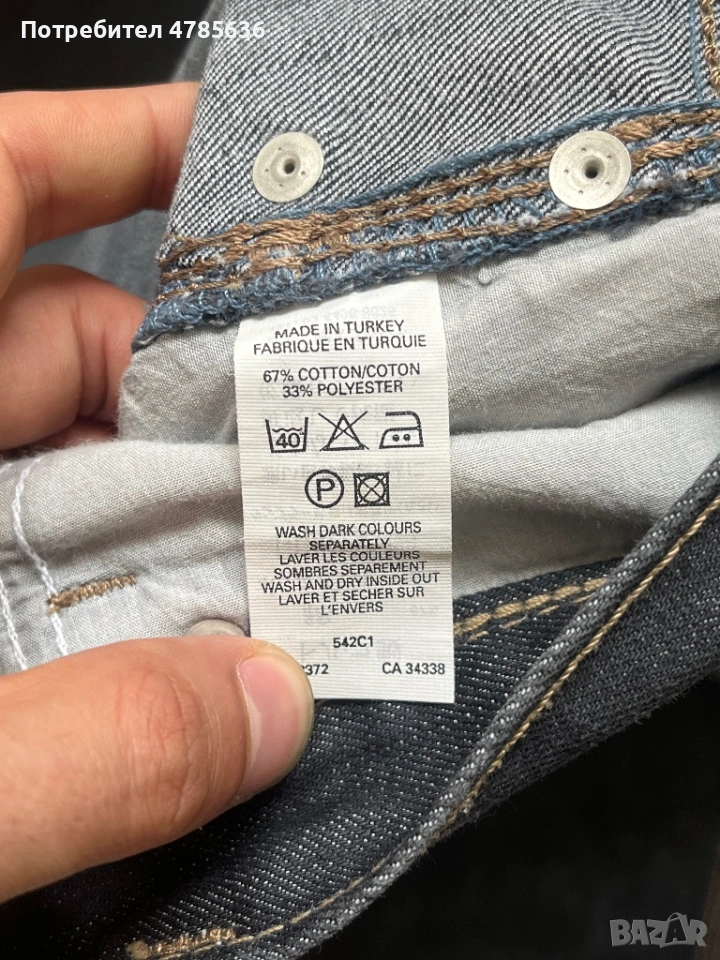 Потребител 4785636
MADE IN TURKEY
FABRIQUE EN TURQUIE
67% COTTON/COTON
33% POLYESTER
40
P
WASH DARK COLOURS
SEPARATELY
LAVER LES COULEURS
SOMBRES SEPAREMENT
WASH AND DRY INSIDE OUT
LAVER ET SECHER SUR
L'ENVERS
542C1
372 CA 34338
BAZAR